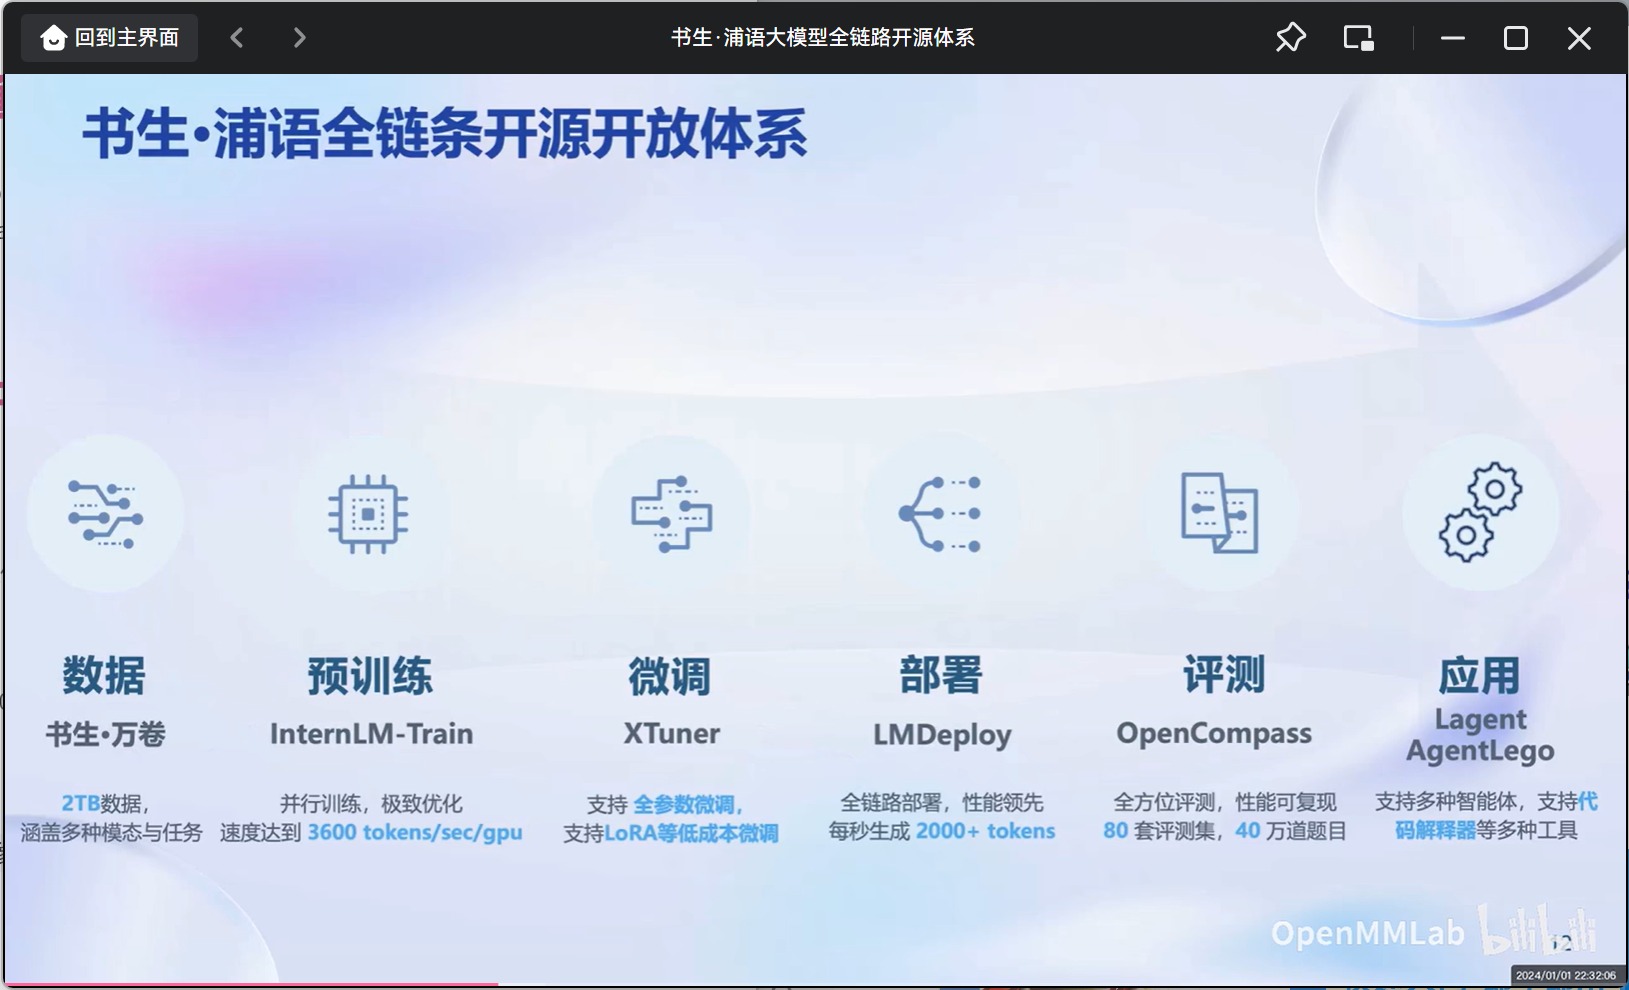 回到主界面
书生·浦语大模型全链路开源体系
书生•浦语全链条开源开放体系
数据
书生•万卷
2TB数据，
涵盖多种模态与任务
预训练
InternLM-Train
并行训练，极致优化
速度达到 3600 tokens/sec/gpu
微调
XTuner
支持 全参数微调，
支持LoRA等低成本微调
部署
LMDeploy
全链路部署，性能领先
每秒生成 2000+ tokens
评测
OpenCompass
全方位评测，性能可复现
80 套评测集，40 万道题目
应用
Lagent
AgentLego
支持多种智能体，支持代
码解释器等多种工具
OpenMMLab bilibili
12
2024/01/01 22:32:06